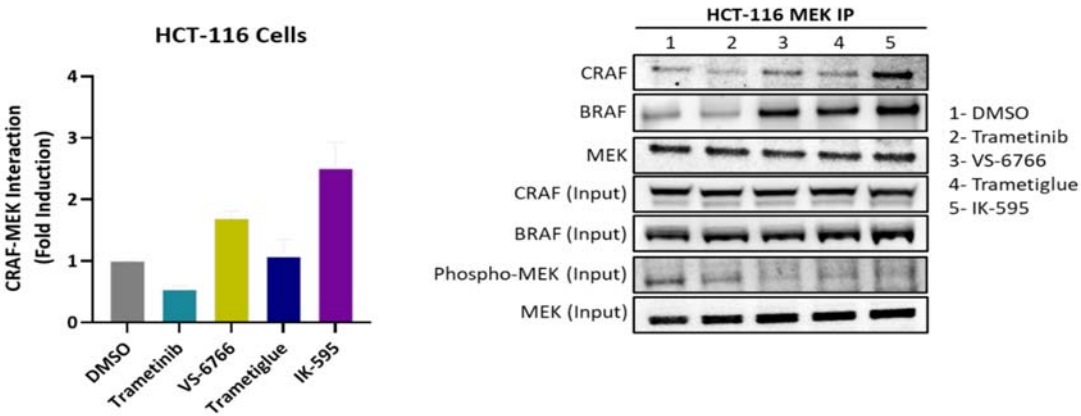 HCT-116 Cells
CRAF-MEK Interaction
(Fold Induction)
4
3
2
1
0
DMSO
Trametinib
VS-6766
Trametiglue
IK-595
HCT-116 MEK IP
1 2 3 4 5
CRAF
BRAF
MEK
CRAF (Input)
BRAF (Input)
Phospho-MEK (Input)
MEK (Input)
1- DMSO
2- Trametinib
3- VS-6766
4- Trametiglue
5- IK-595